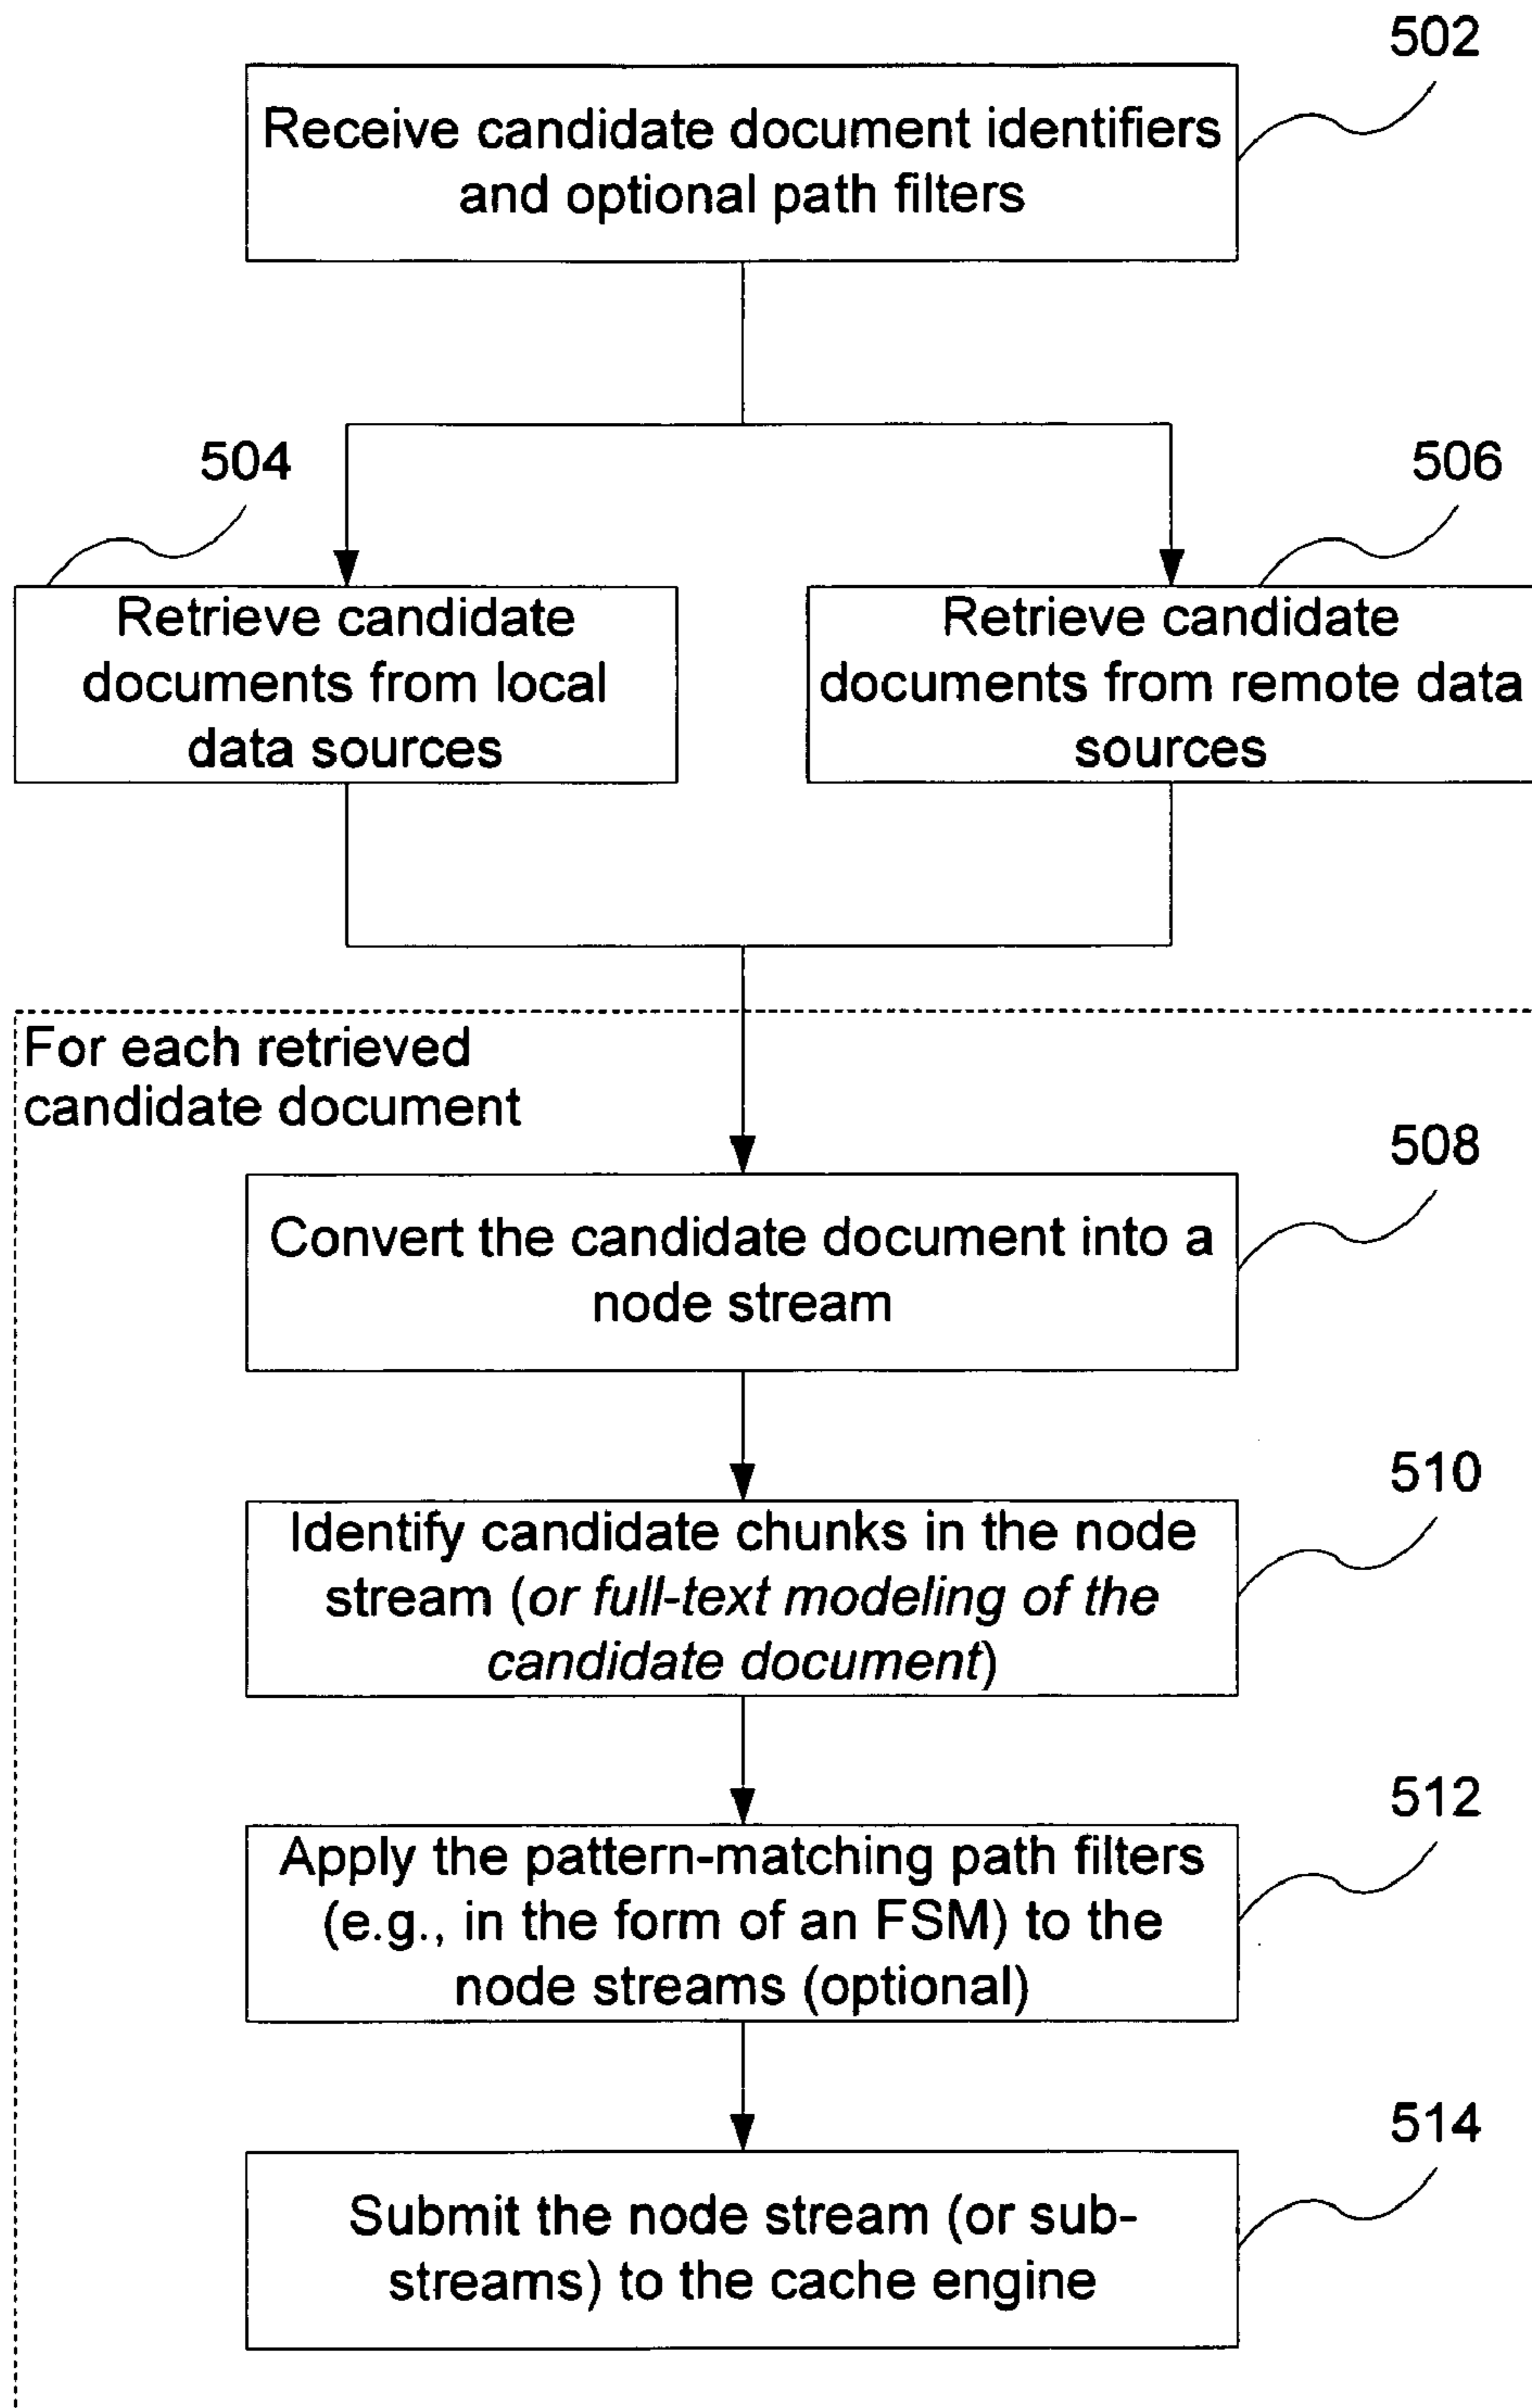 502
Receive candidate document identifiers
and optional path filters
504
506
Retrieve candidate
documents from local
data sources
Retrieve candidate
documents from remote data
sources
For each retrieved
candidate document
508
Convert the candidate document into a
node stream
510
Identify candidate chunks in the node
stream (or full-text modeling of the
candidate document)
512
Apply the pattern-matching path filters
(e.g., in the form of an FSM) to the
node streams (optional)
514
Submit the node stream (or sub-
streams) to the cache engine